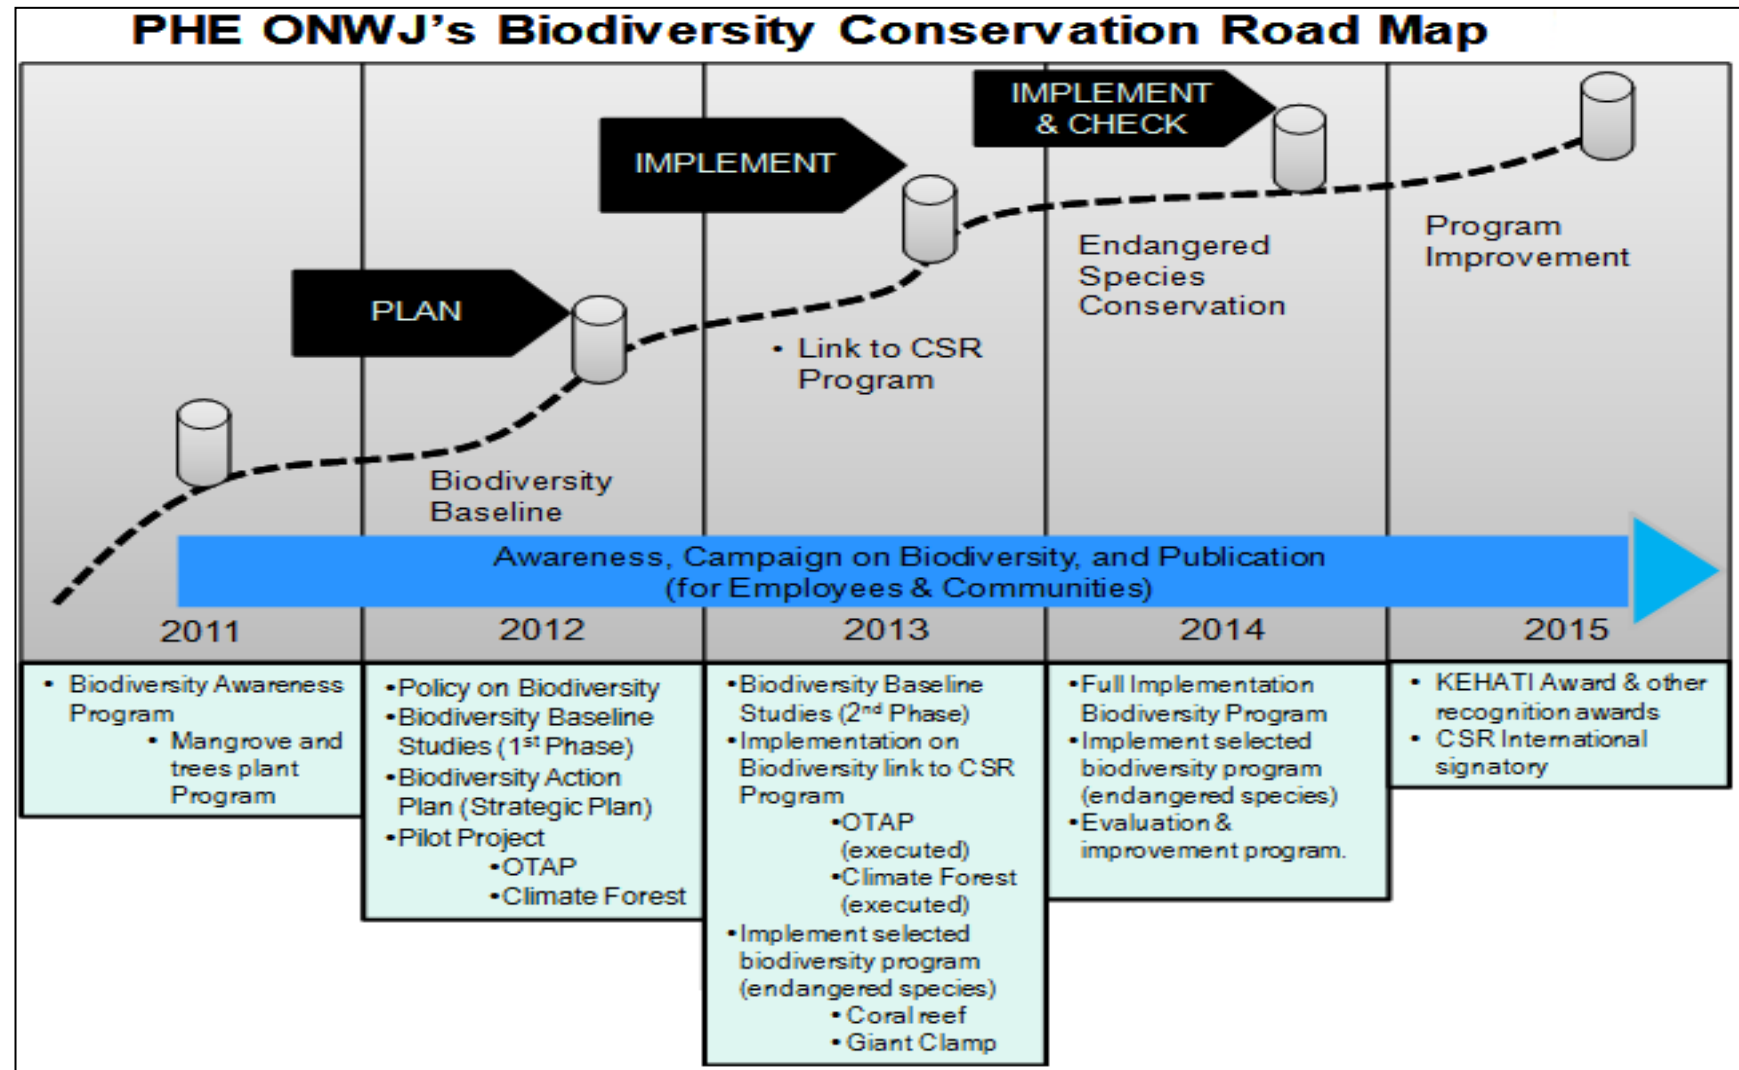 PHE ONWJ's Biodiversity Conservation Road Map
IMPLEMENT
& CHECK
IMPLEMENT
PLAN
Program
Improvement
Endangered
Species
Conservation
• Link to CSR
Program
Biodiversity
Baseline
Awareness, Campaign on Biodiversity, and Publication
(for Employees & Communities)
2011
2012
2013
2014
2015
• Biodiversity Awareness
Program
• Mangrove and
trees plant
Program
•Policy on Biodiversity
•Biodiversity Baseline
Studies (1st Phase)
•Biodiversity Action
Plan (Strategic Plan)
•Pilot Project
•OTAP
•Climate Forest
•Biodiversity Baseline
Studies (2nd Phase)
•Implementation on
Biodiversity link to CSR
Program
•OTAP
(executed)
•Climate Forest
(executed)
•Implement selected
biodiversity program
(endangered species)
• Coral reef
• Giant Clamp
•Full Implementation
Biodiversity Program
•Implement selected
biodiversity program
(endangered species)
•Evaluation &
improvement program.
• KEHATI Award & other
recognition awards
• CSR International
signatory